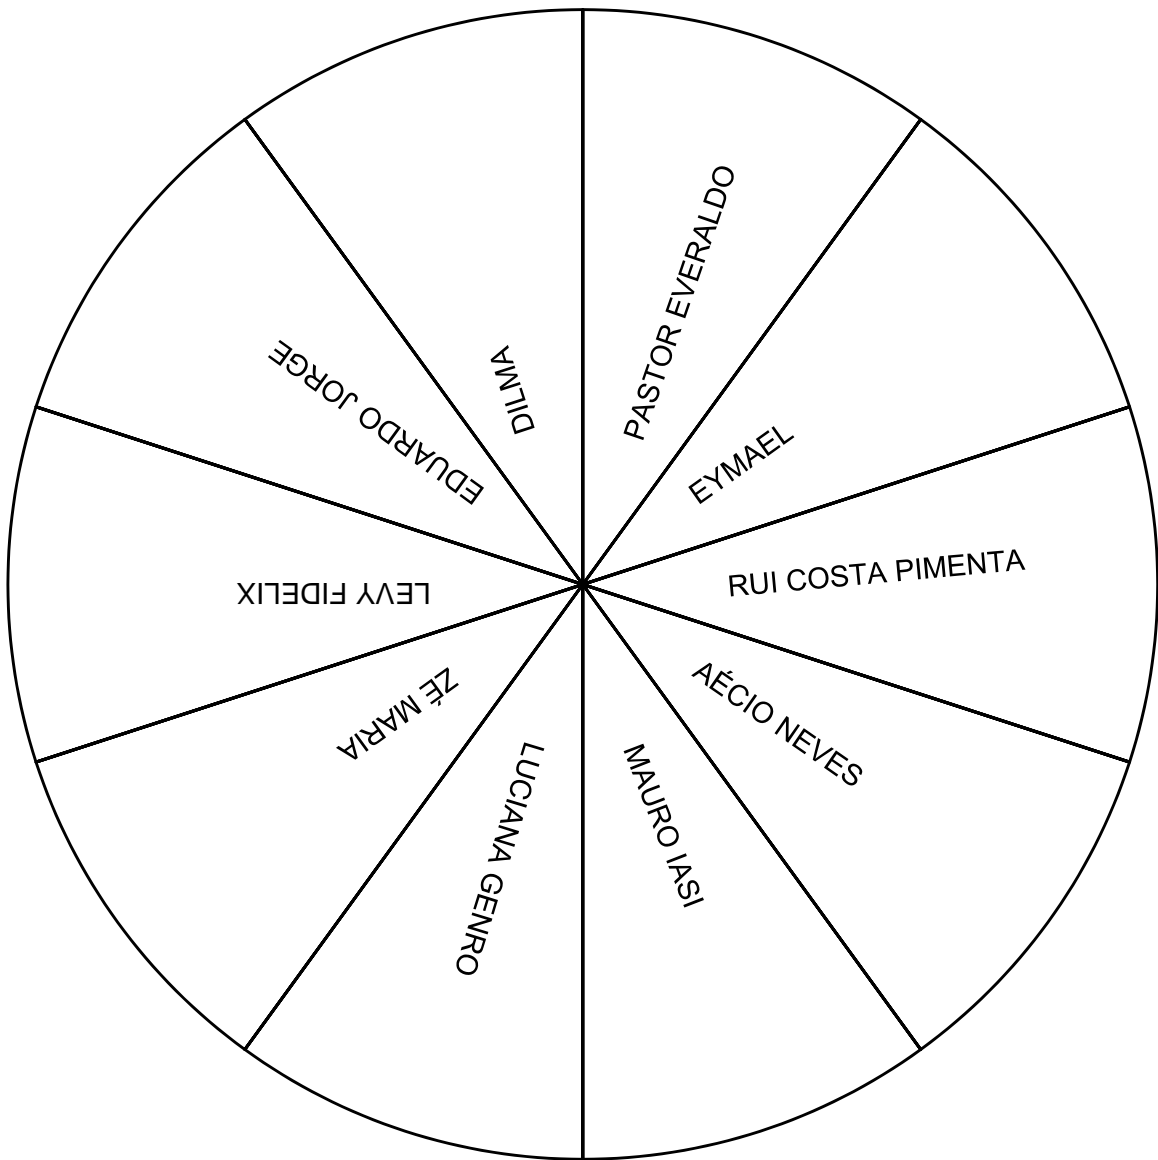 PASTOR EVERALDO
EYMAEL
RUI COSTA PIMENTA
AÉCIO NEVES
MAURO IASI
LUCIANA GENRO
ZÉ MARIA
LEVY FIDELIX
EDUARDO JORGE
DILMA